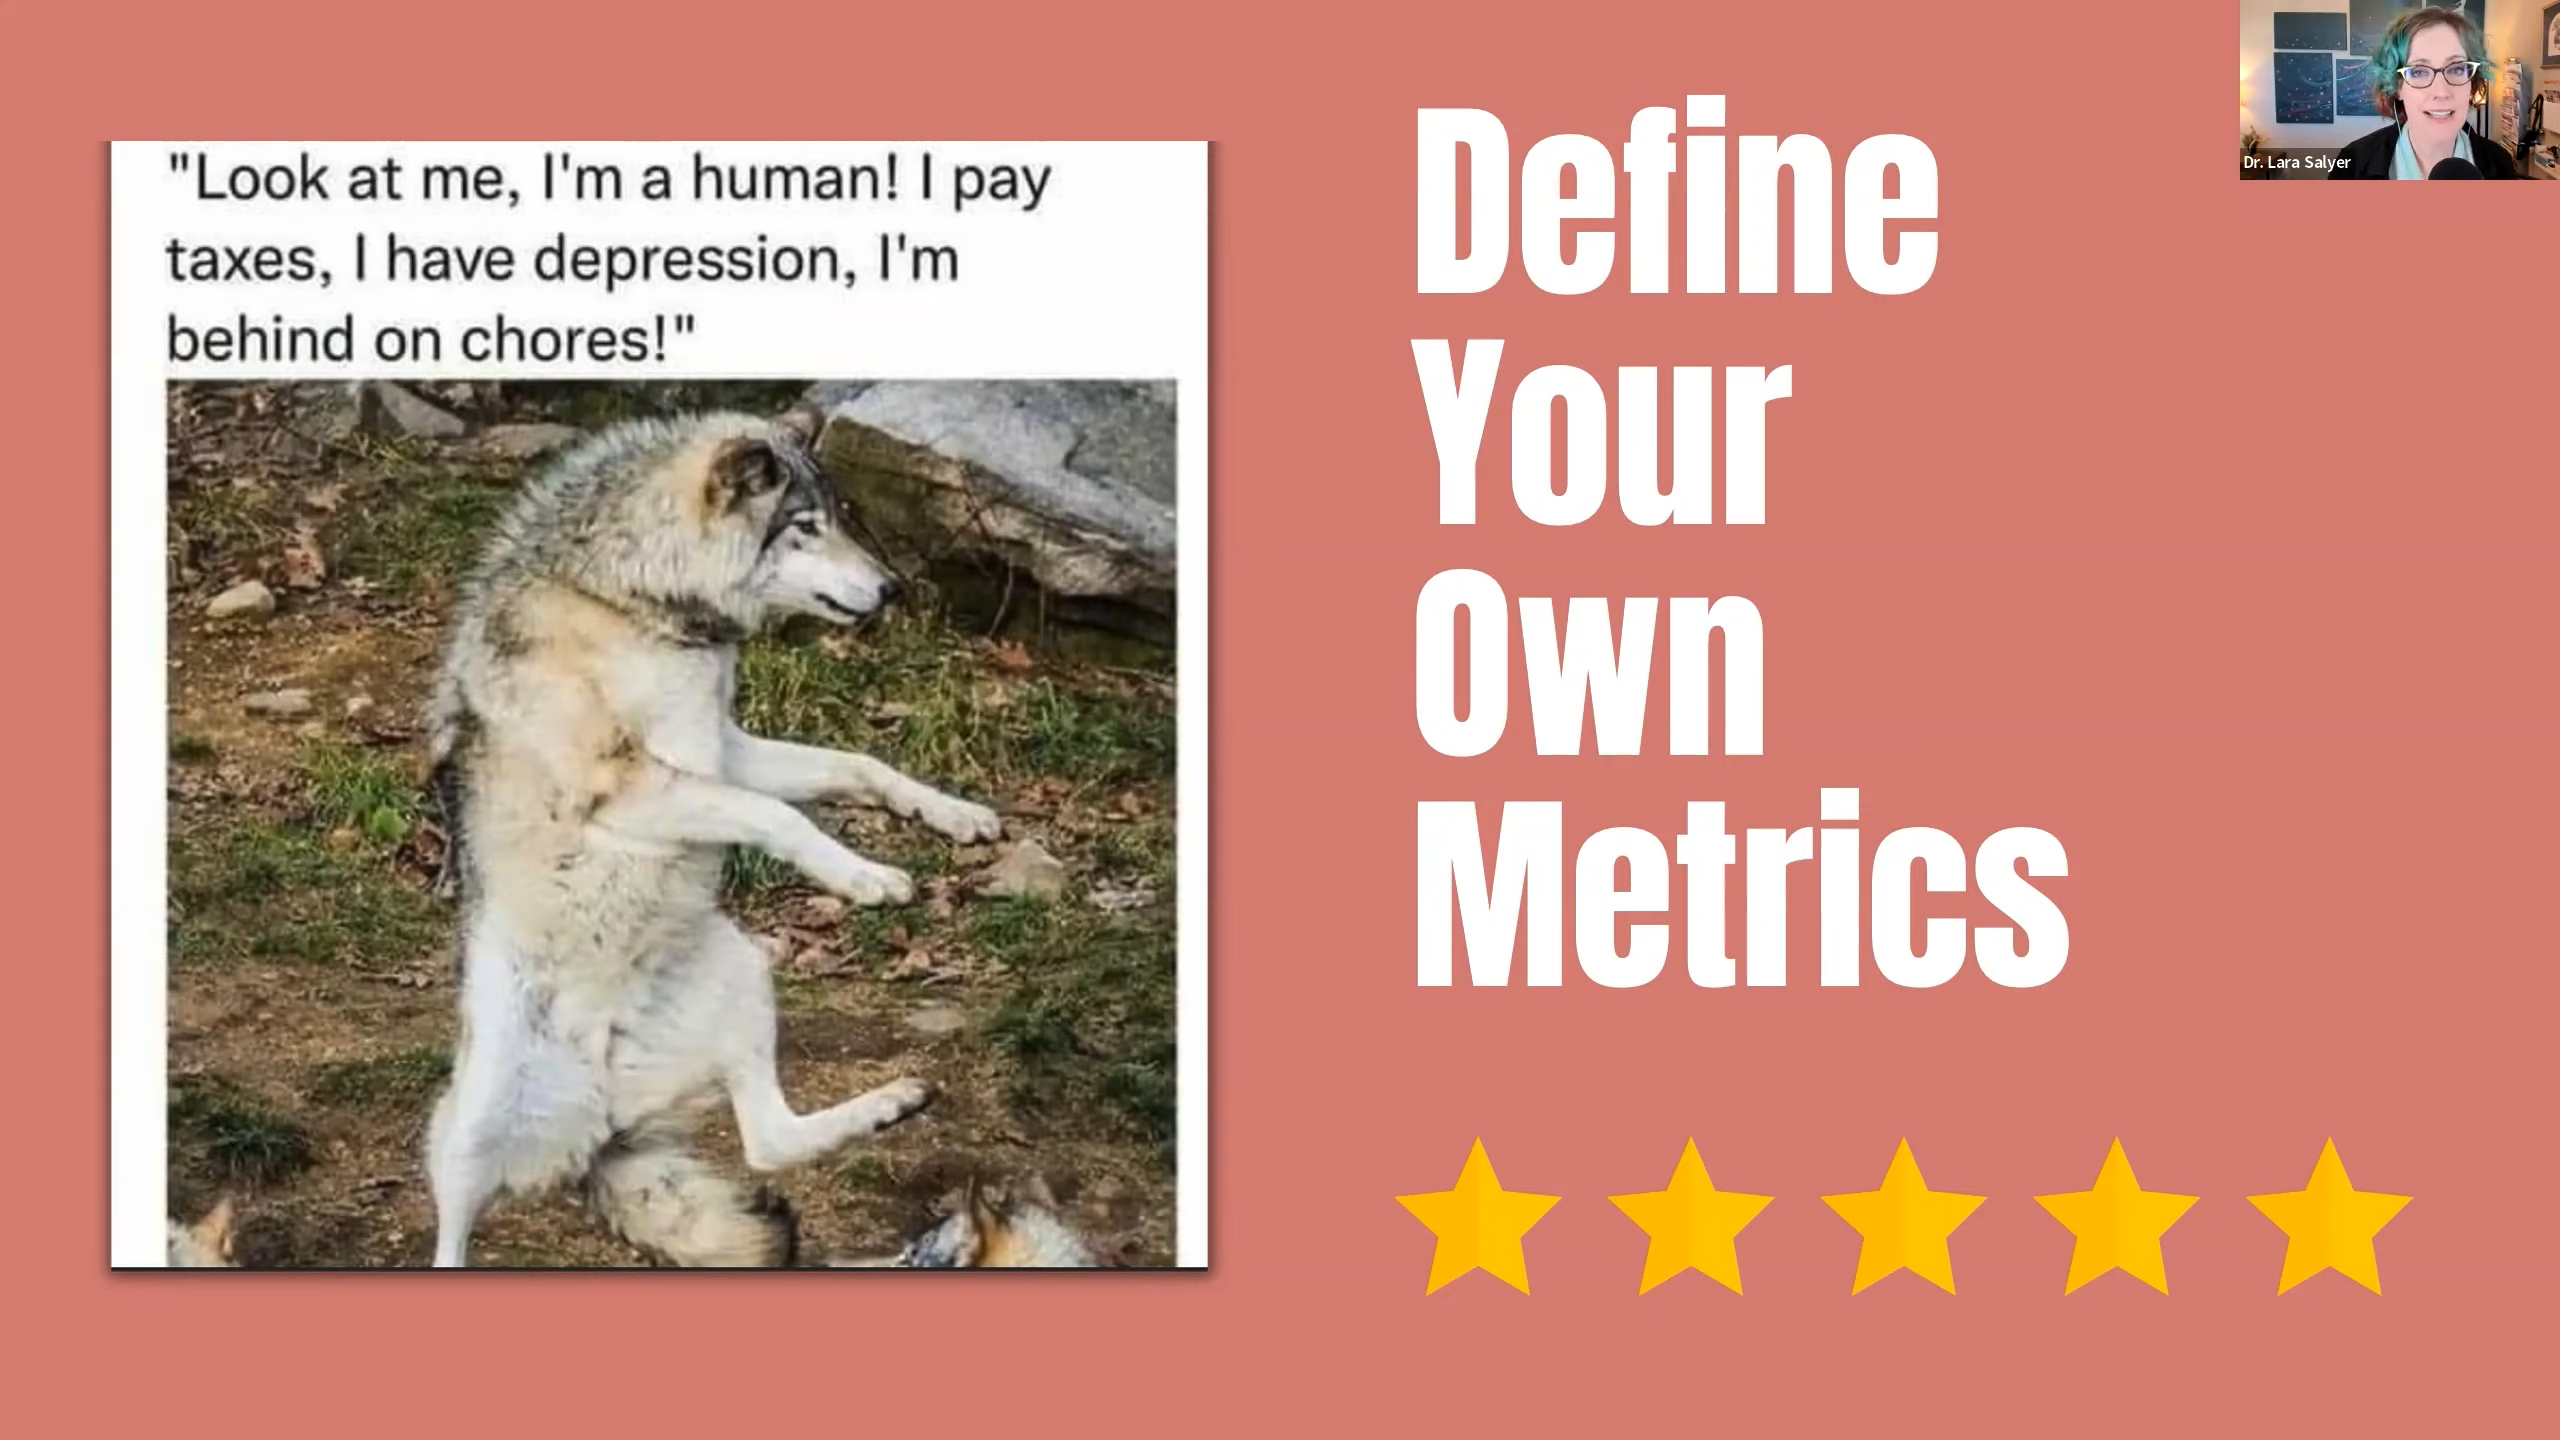 "Look at me, I'm a human! I pay
taxes, I have depression, I'm
behind on chores!"
Define
Your
Own
Metrics
Dr. Lara Salyer